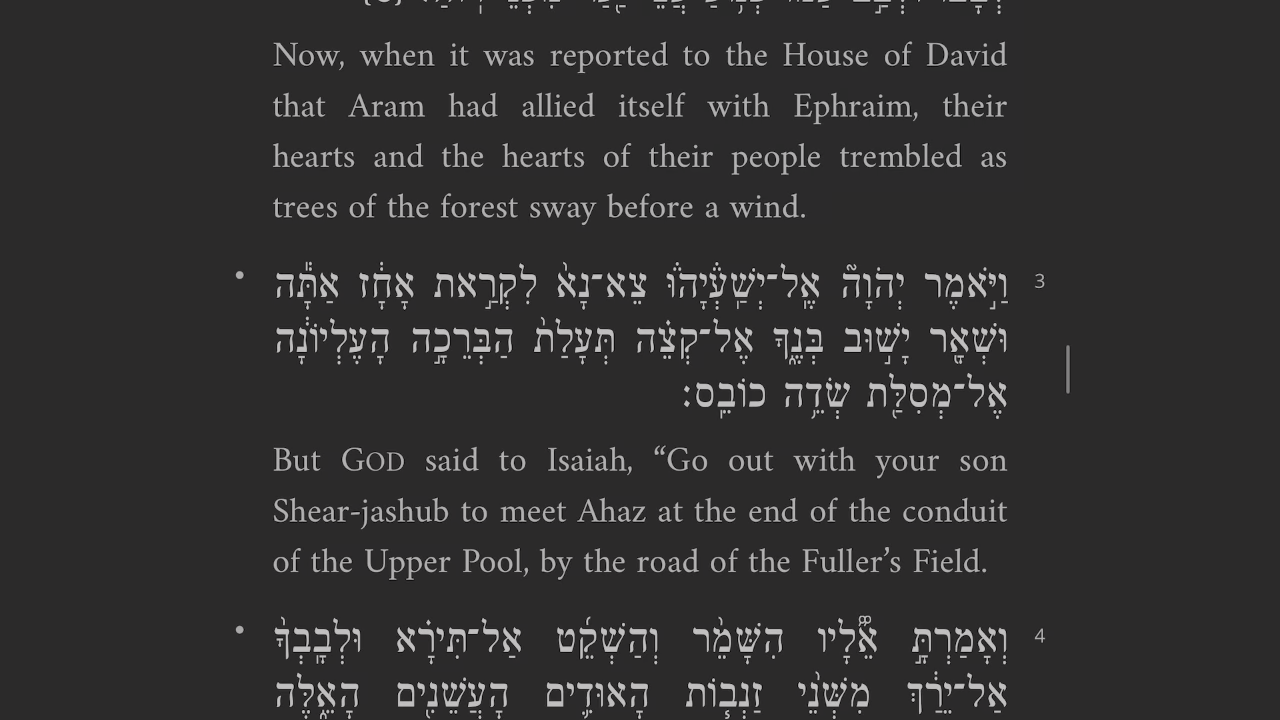 Now, when it was reported to the House of David
that Aram had allied itself with Ephraim, their
hearts and the hearts of their people trembled as
trees of the forest sway before a wind.
3
וַיֹּ֣אמֶר יְהֹוָה֮ אֶֽל־יְשַׁעְיָ֒הוּ֒ צֵא־נָא֙ לִקְרַ֣את אָחָ֔ז אַתָּ֕ה
וּשְׁאָ֖ר יָשׁ֣וּב בְּנֶ֑ךָ אֶל־קְצֵ֗ה תְּעָלַת֙ הַבְּרֵכָ֣ה הָעֶלְיוֹנָ֔ה
אֶֽל־מְסִלַּ֖ת שְׂדֵ֥ה כוֹבֵֽס׃
But GOD said to Isaiah, “Go out with your son
Shear-jashub to meet Ahaz at the end of the conduit
of the Upper Pool, by the road of the Fuller’s Field.
4
וְאָמַרְתָּ֣ אֵ֠לָ֠יו הִשָּׁמֵ֨ר וְהַשְׁקֵ֜ט אַל־תִּירָ֗א וּלְבָֽבְךָ֙
אַל־יֵרַ֔ךְ מִשְּׁנֵ֨י זַנְב֧וֹת הָאוּדִ֛ים הָעֲשֵׁנִ֖ים הָאֵ֑לֶּה